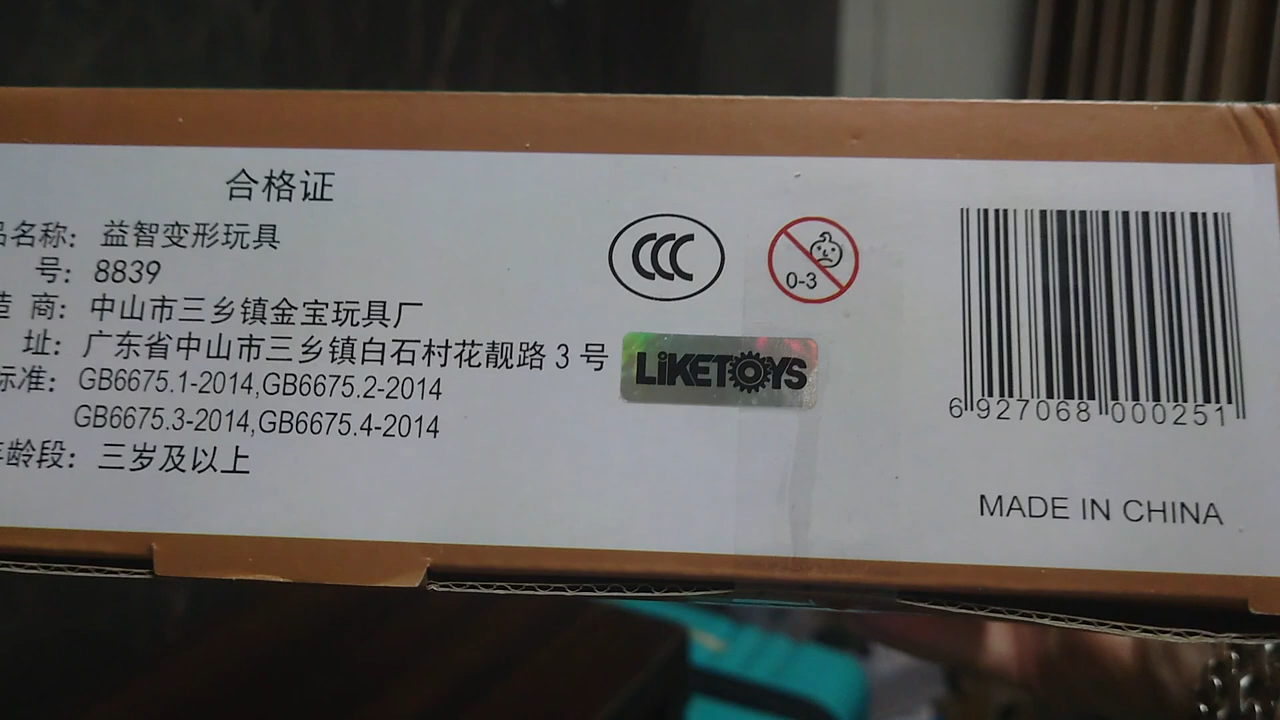 合格证
品名称：益智变形玩具
号：8839
造 商：中山市三乡镇金宝玩具厂
址：广东省中山市三乡镇白石村花靓路 3 号
标准：GB6675.1-2014,GB6675.2-2014
GB6675.3-2014,GB6675.4-2014
年龄段：三岁及以上
CCC
0-3
LiKETOYS
6 927068 000251
MADE IN CHINA